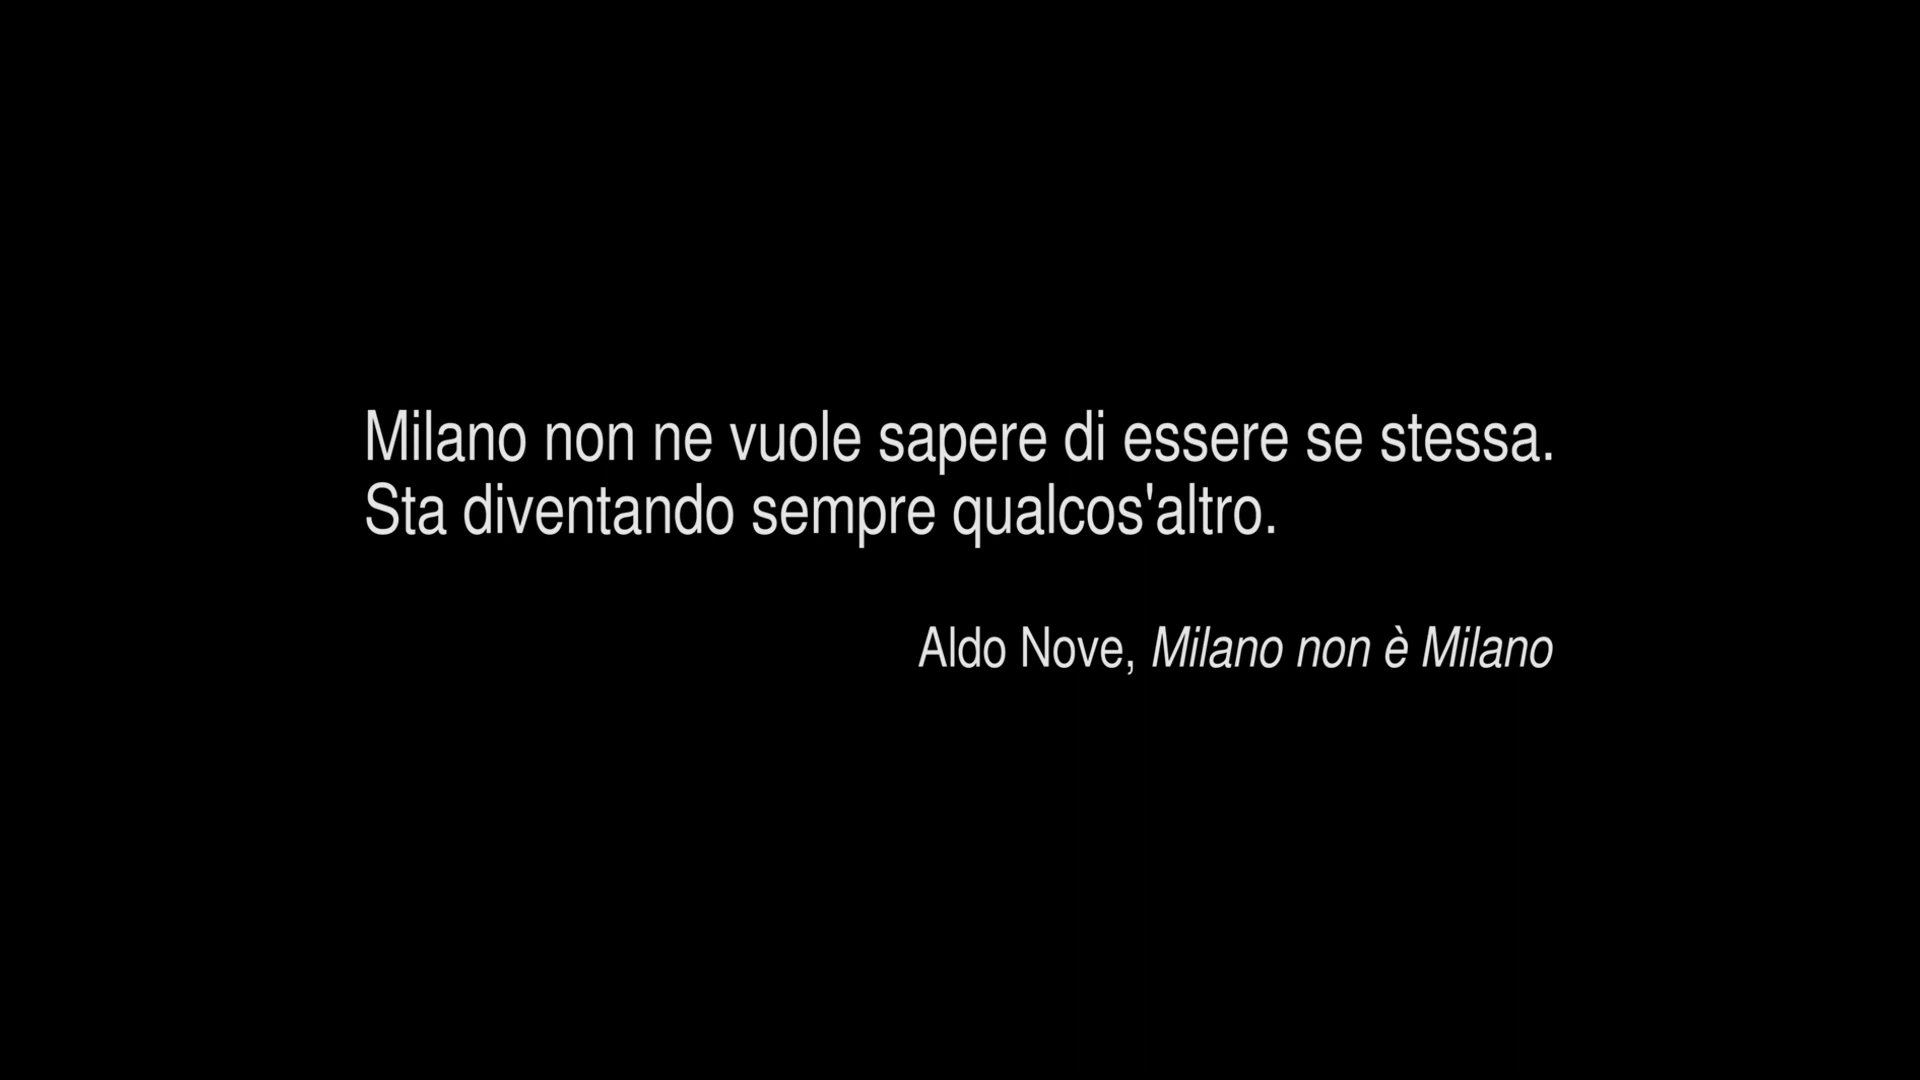 Milano non ne vuole sapere di essere se stessa.
Sta diventando sempre qualcos'altro.
Aldo Nove, Milano non è Milano